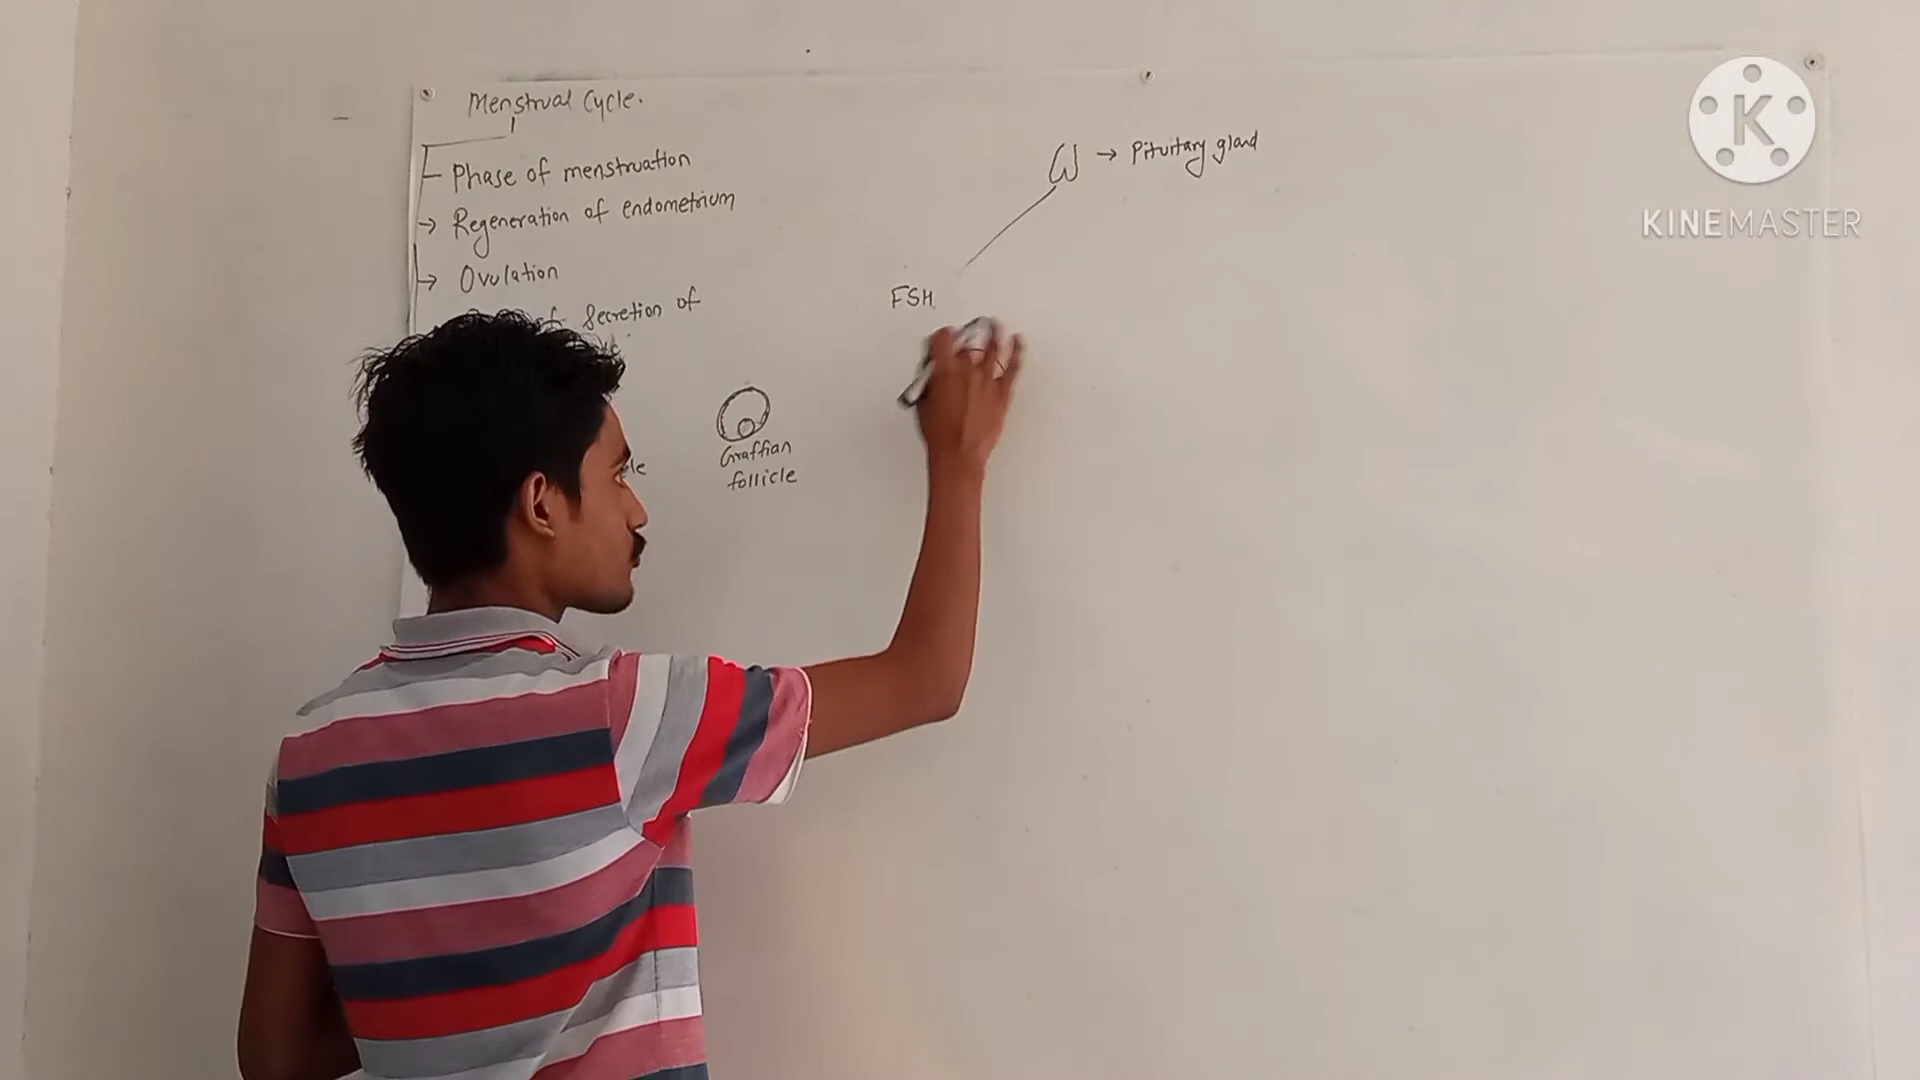 Menstrual Cycle.
Phase of menstruation
→ Regeneration of endometrium
→ Ovulation
Secretion of
Graffian
follicle
→ Pituitary gland
FSH
K
KINEMASTER